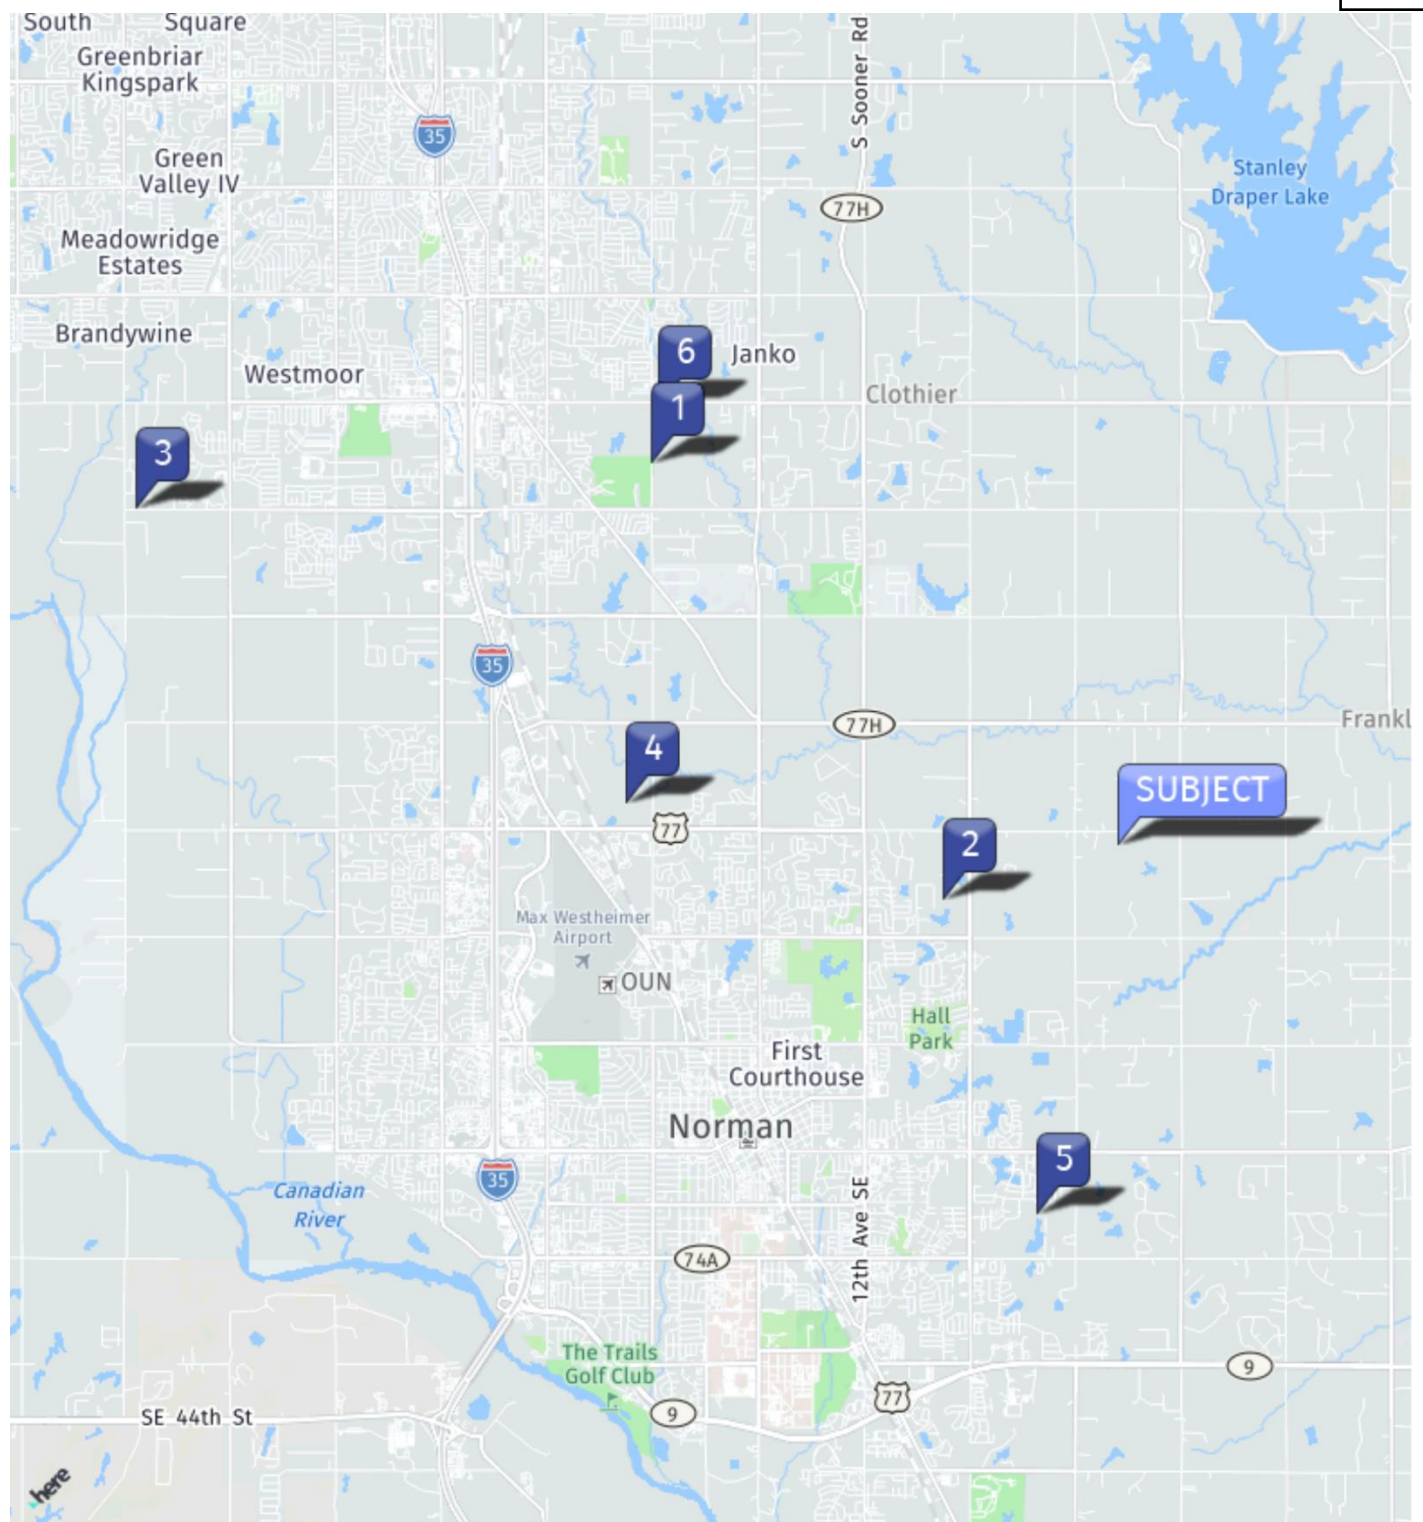 South
Square
Greenbriar
Kingspark
S Sooner Rd
35
Green
Valley IV
Stanley
Draper Lake
77H
Meadowridge
Estates
Brandywine
6
Janko
Westmoor
Clothier
1
3
35
77H
Frankl
4
SUBJECT
77
2
Max Westheimer
Airport
OUN
Hall
Park
First
Courthouse
Norman
5
35
Canadian
River
12th Ave SE
74A
The Trails
Golf Club
9
77
9
SE 44th St
here